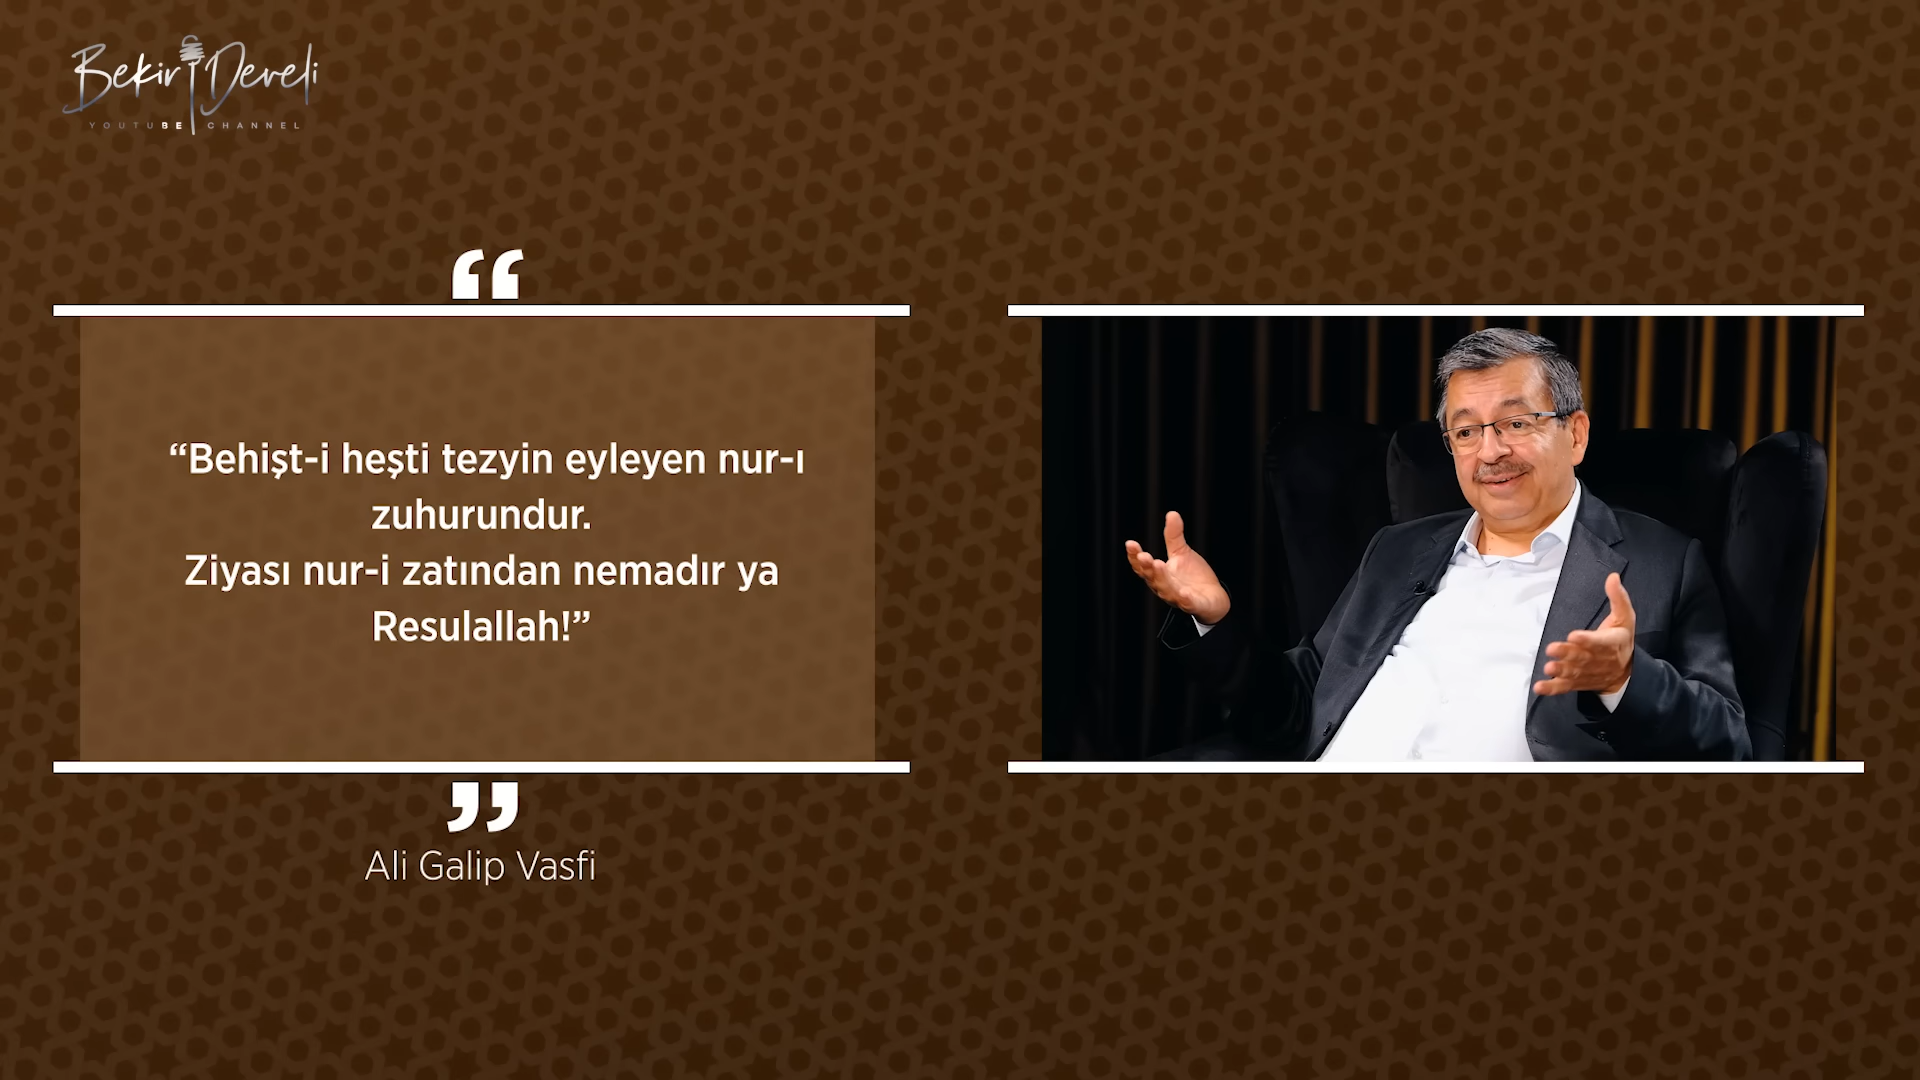 Bekir Develi
YOUTUBE CHANNEL
“
“Behişt-i heşti tezyin eyleyen nur-ı
zuhurundur.
Ziyası nur-i zatından nemadır ya
Resulallah!”
”
Ali Galip Vasfi